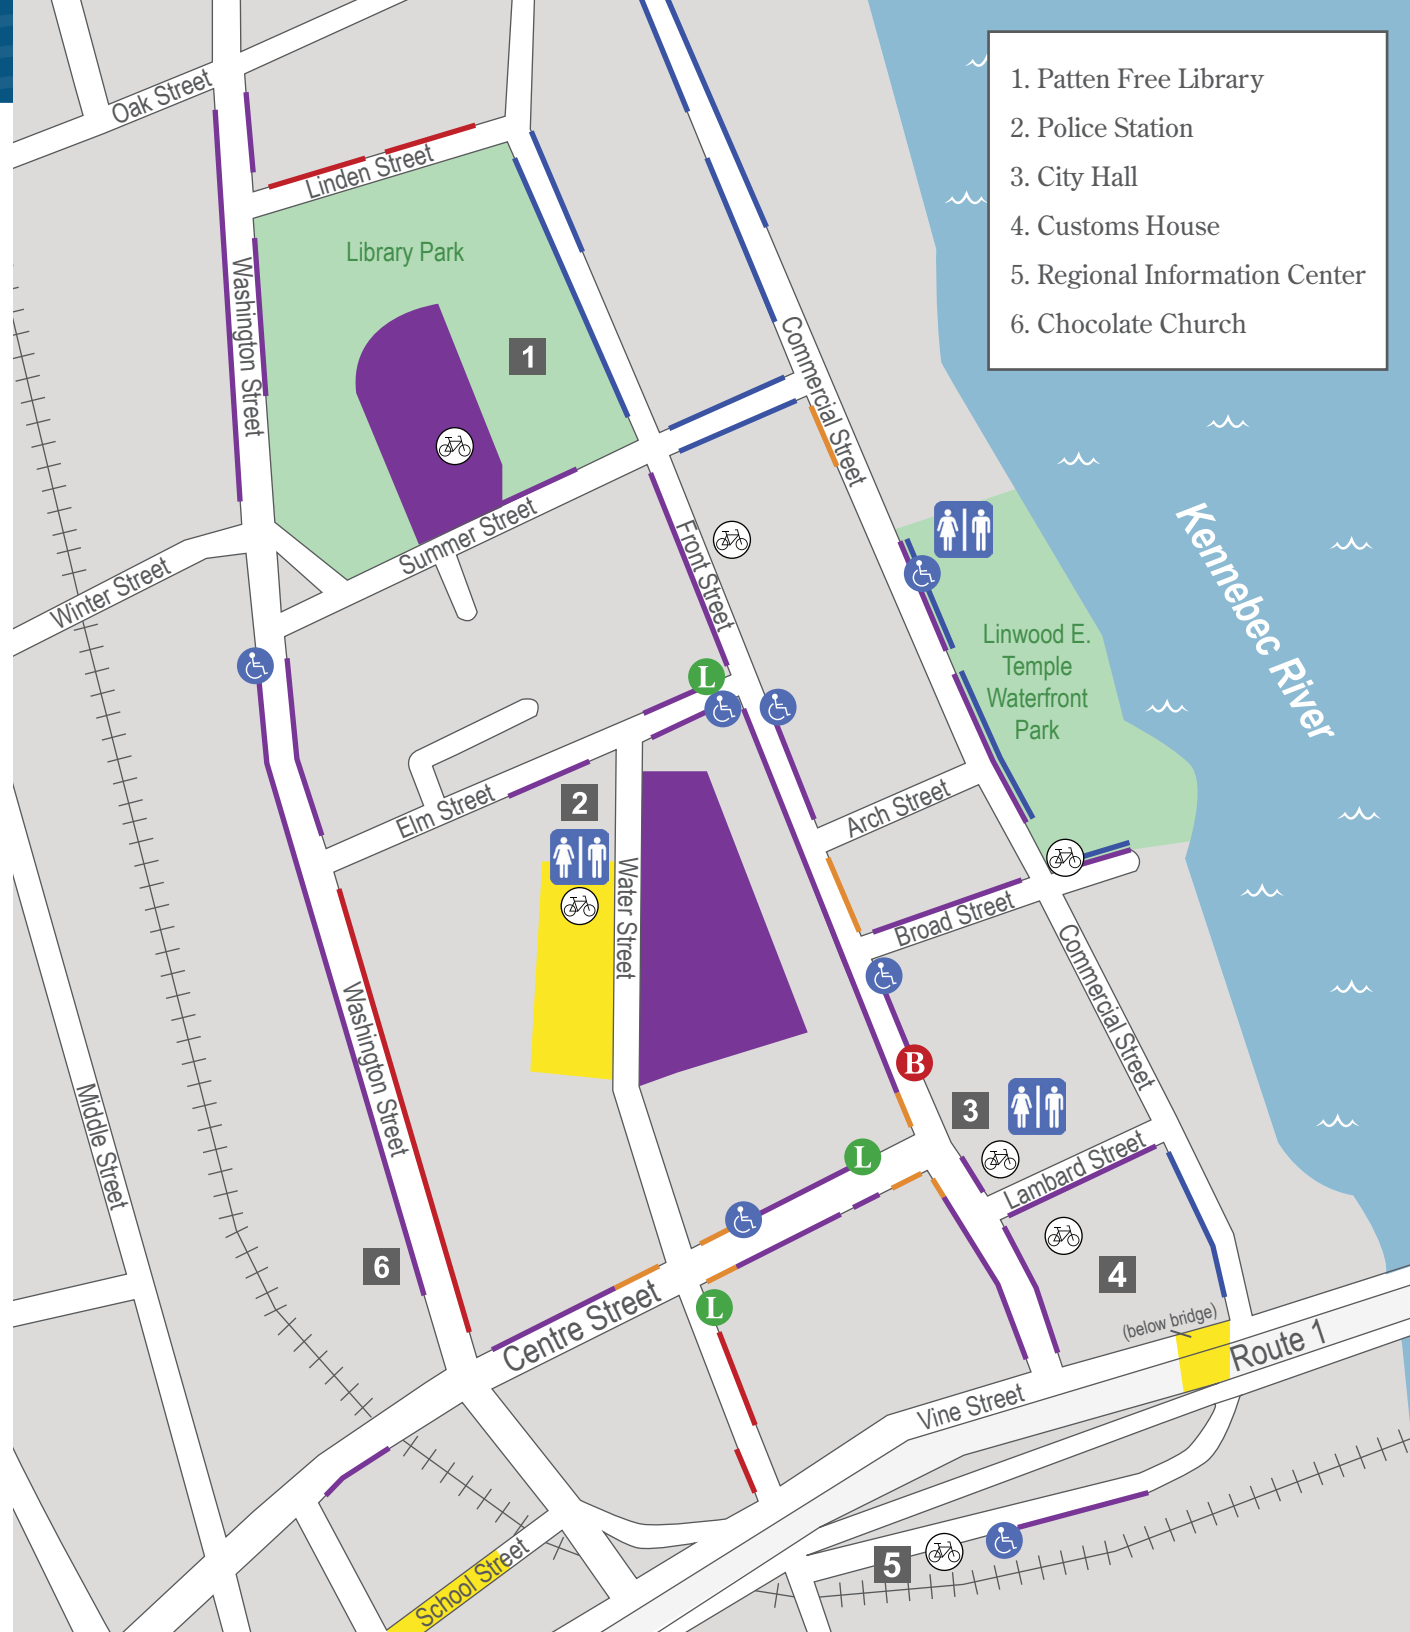 1. Patten Free Library
2. Police Station
3. City Hall
4. Customs House
5. Regional Information Center
6. Chocolate Church
Oak Street
Linden Street
Library Park
Washington Street
1
Commercial Street
Summer Street
Front Street
Winter Street
Kennebec River
Linwood E.
Temple
Waterfront
Park
L
Elm Street
2
Arch Street
Water Street
Broad Street
Commercial Street
Washington Street
B
3
Middle Street
L
Lambard Street
6
4
Centre Street
L
(below bridge)
Route 1
Vine Street
5
School Street